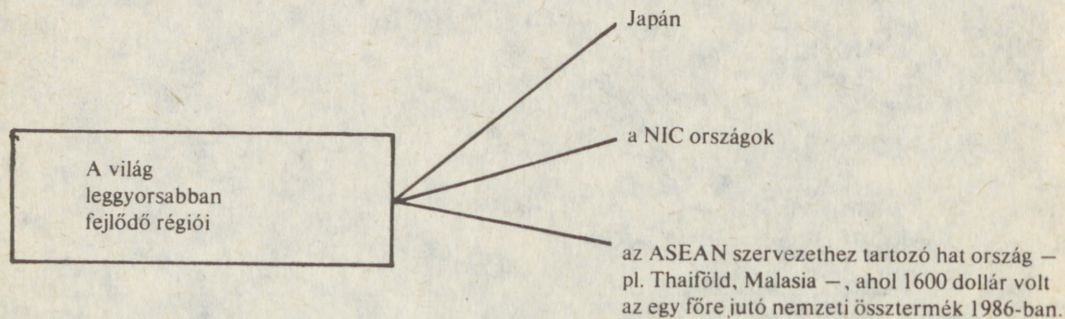 Japán
a NIC országok
A világ
leggyorsabban
fejlődő régiói
az ASEAN szervezethez tartozó hat ország –
pl. Thaiföld, Malasia –, ahol 1600 dollár volt
az egy főre jutó nemzeti össztermék 1986-ban.